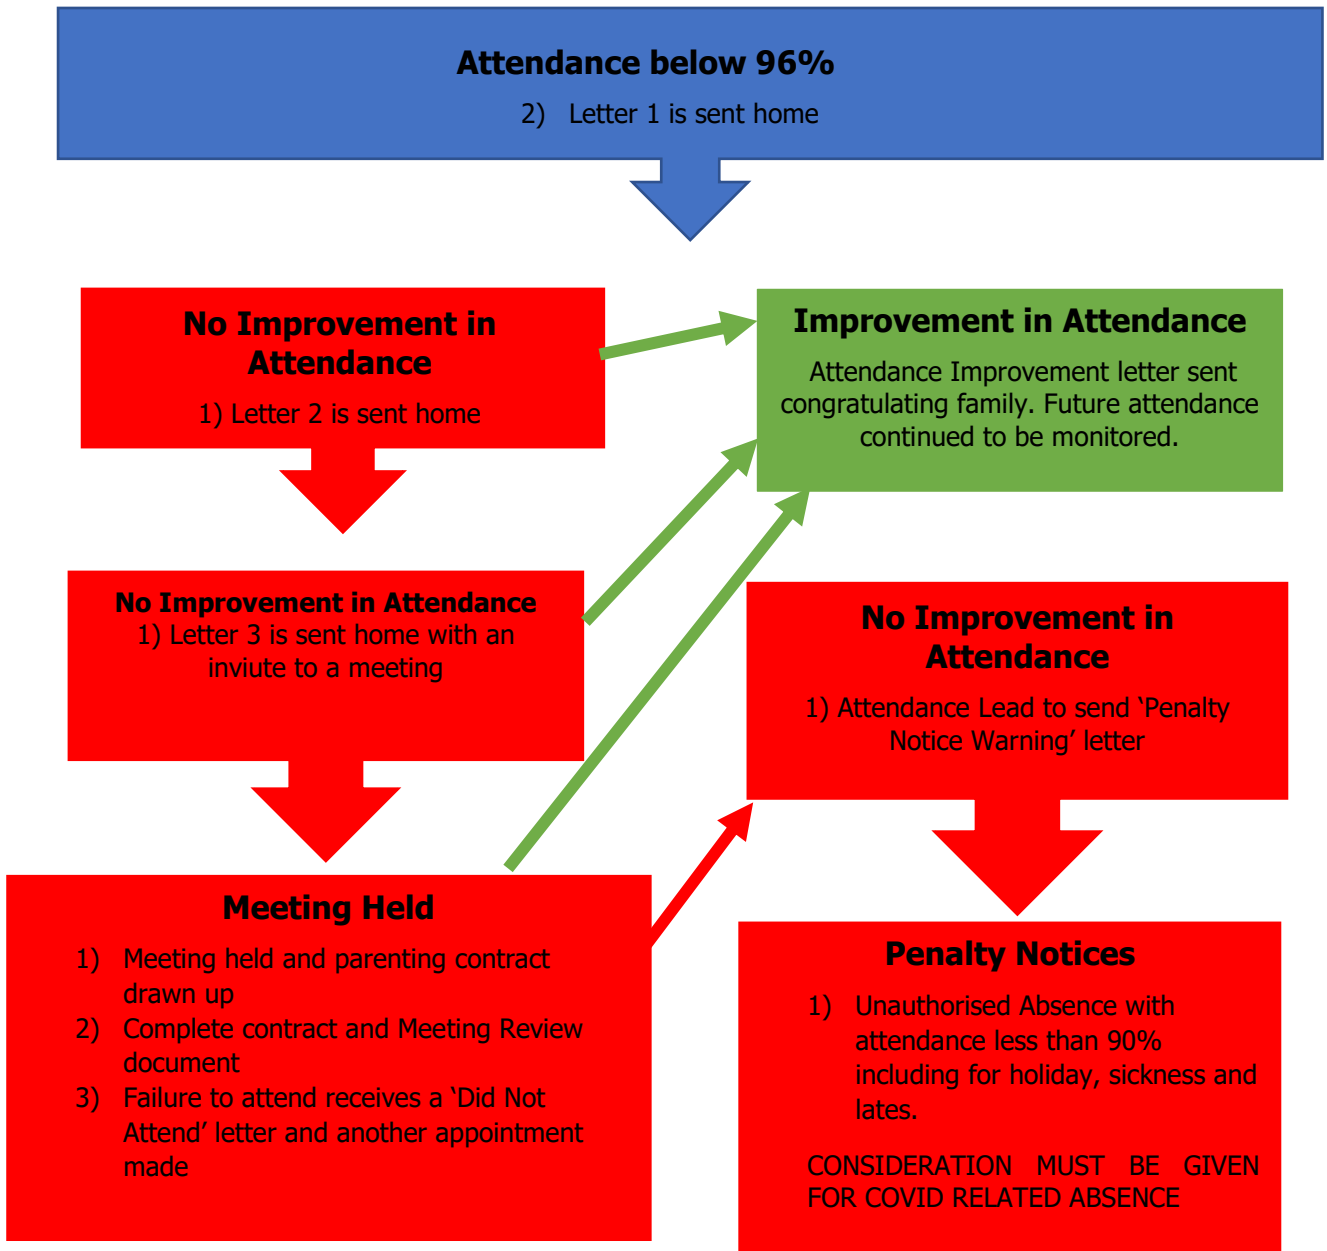 Attendance below 96%
2) Letter 1 is sent home
No Improvement in
Attendance
1) Letter 2 is sent home
Improvement in Attendance
Attendance Improvement letter sent
congratulating family. Future attendance
continued to be monitored.
No Improvement in Attendance
1) Letter 3 is sent home with an
inviute to a meeting
No Improvement in
Attendance
1) Attendance Lead to send ‘Penalty
Notice Warning’ letter
Meeting Held
1) Meeting held and parenting contract
drawn up
2) Complete contract and Meeting Review
document
3) Failure to attend receives a ‘Did Not
Attend’ letter and another appointment
made
Penalty Notices
1) Unauthorised Absence with
attendance less than 90%
including for holiday, sickness and
lates.
CONSIDERATION MUST BE GIVEN
FOR COVID RELATED ABSENCE